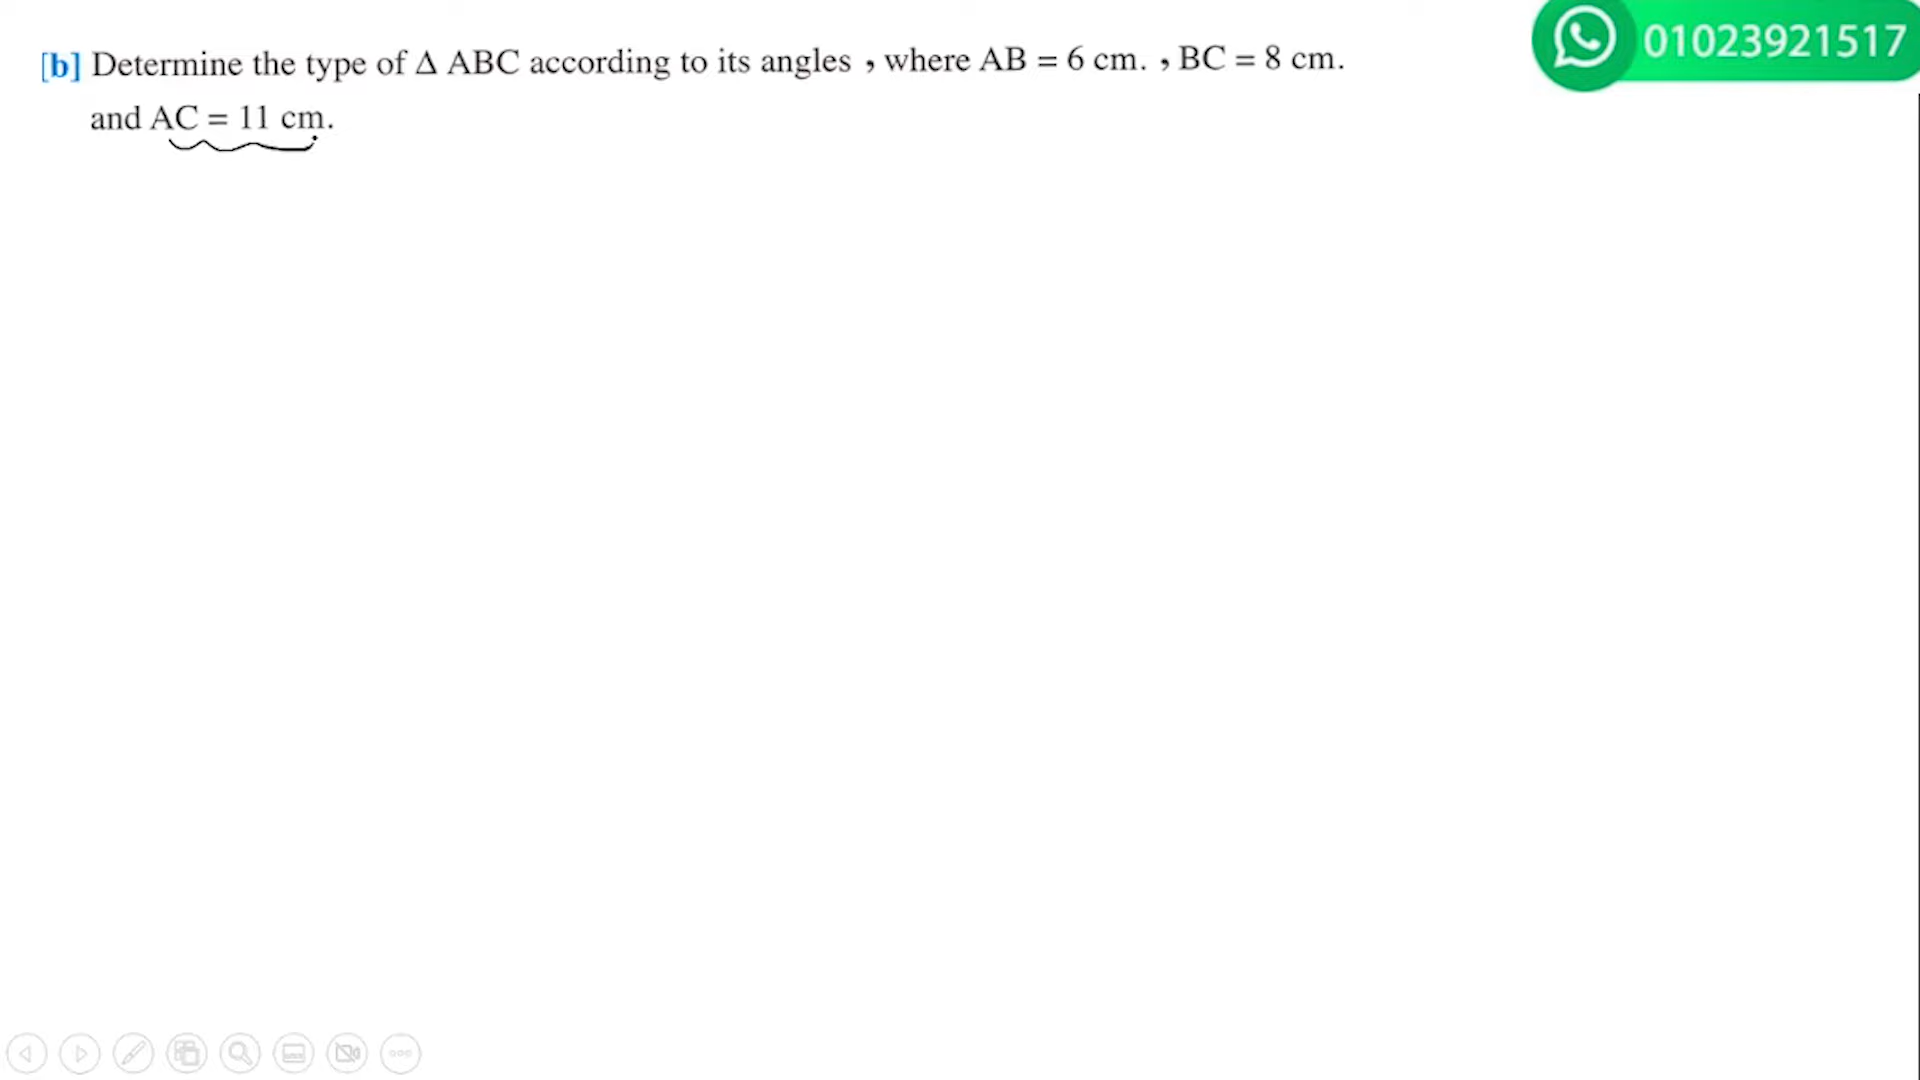 [b] Determine the type of Δ ABC according to its angles , where AB = 6 cm. , BC = 8 cm.
and AC = 11 cm.
01023921517